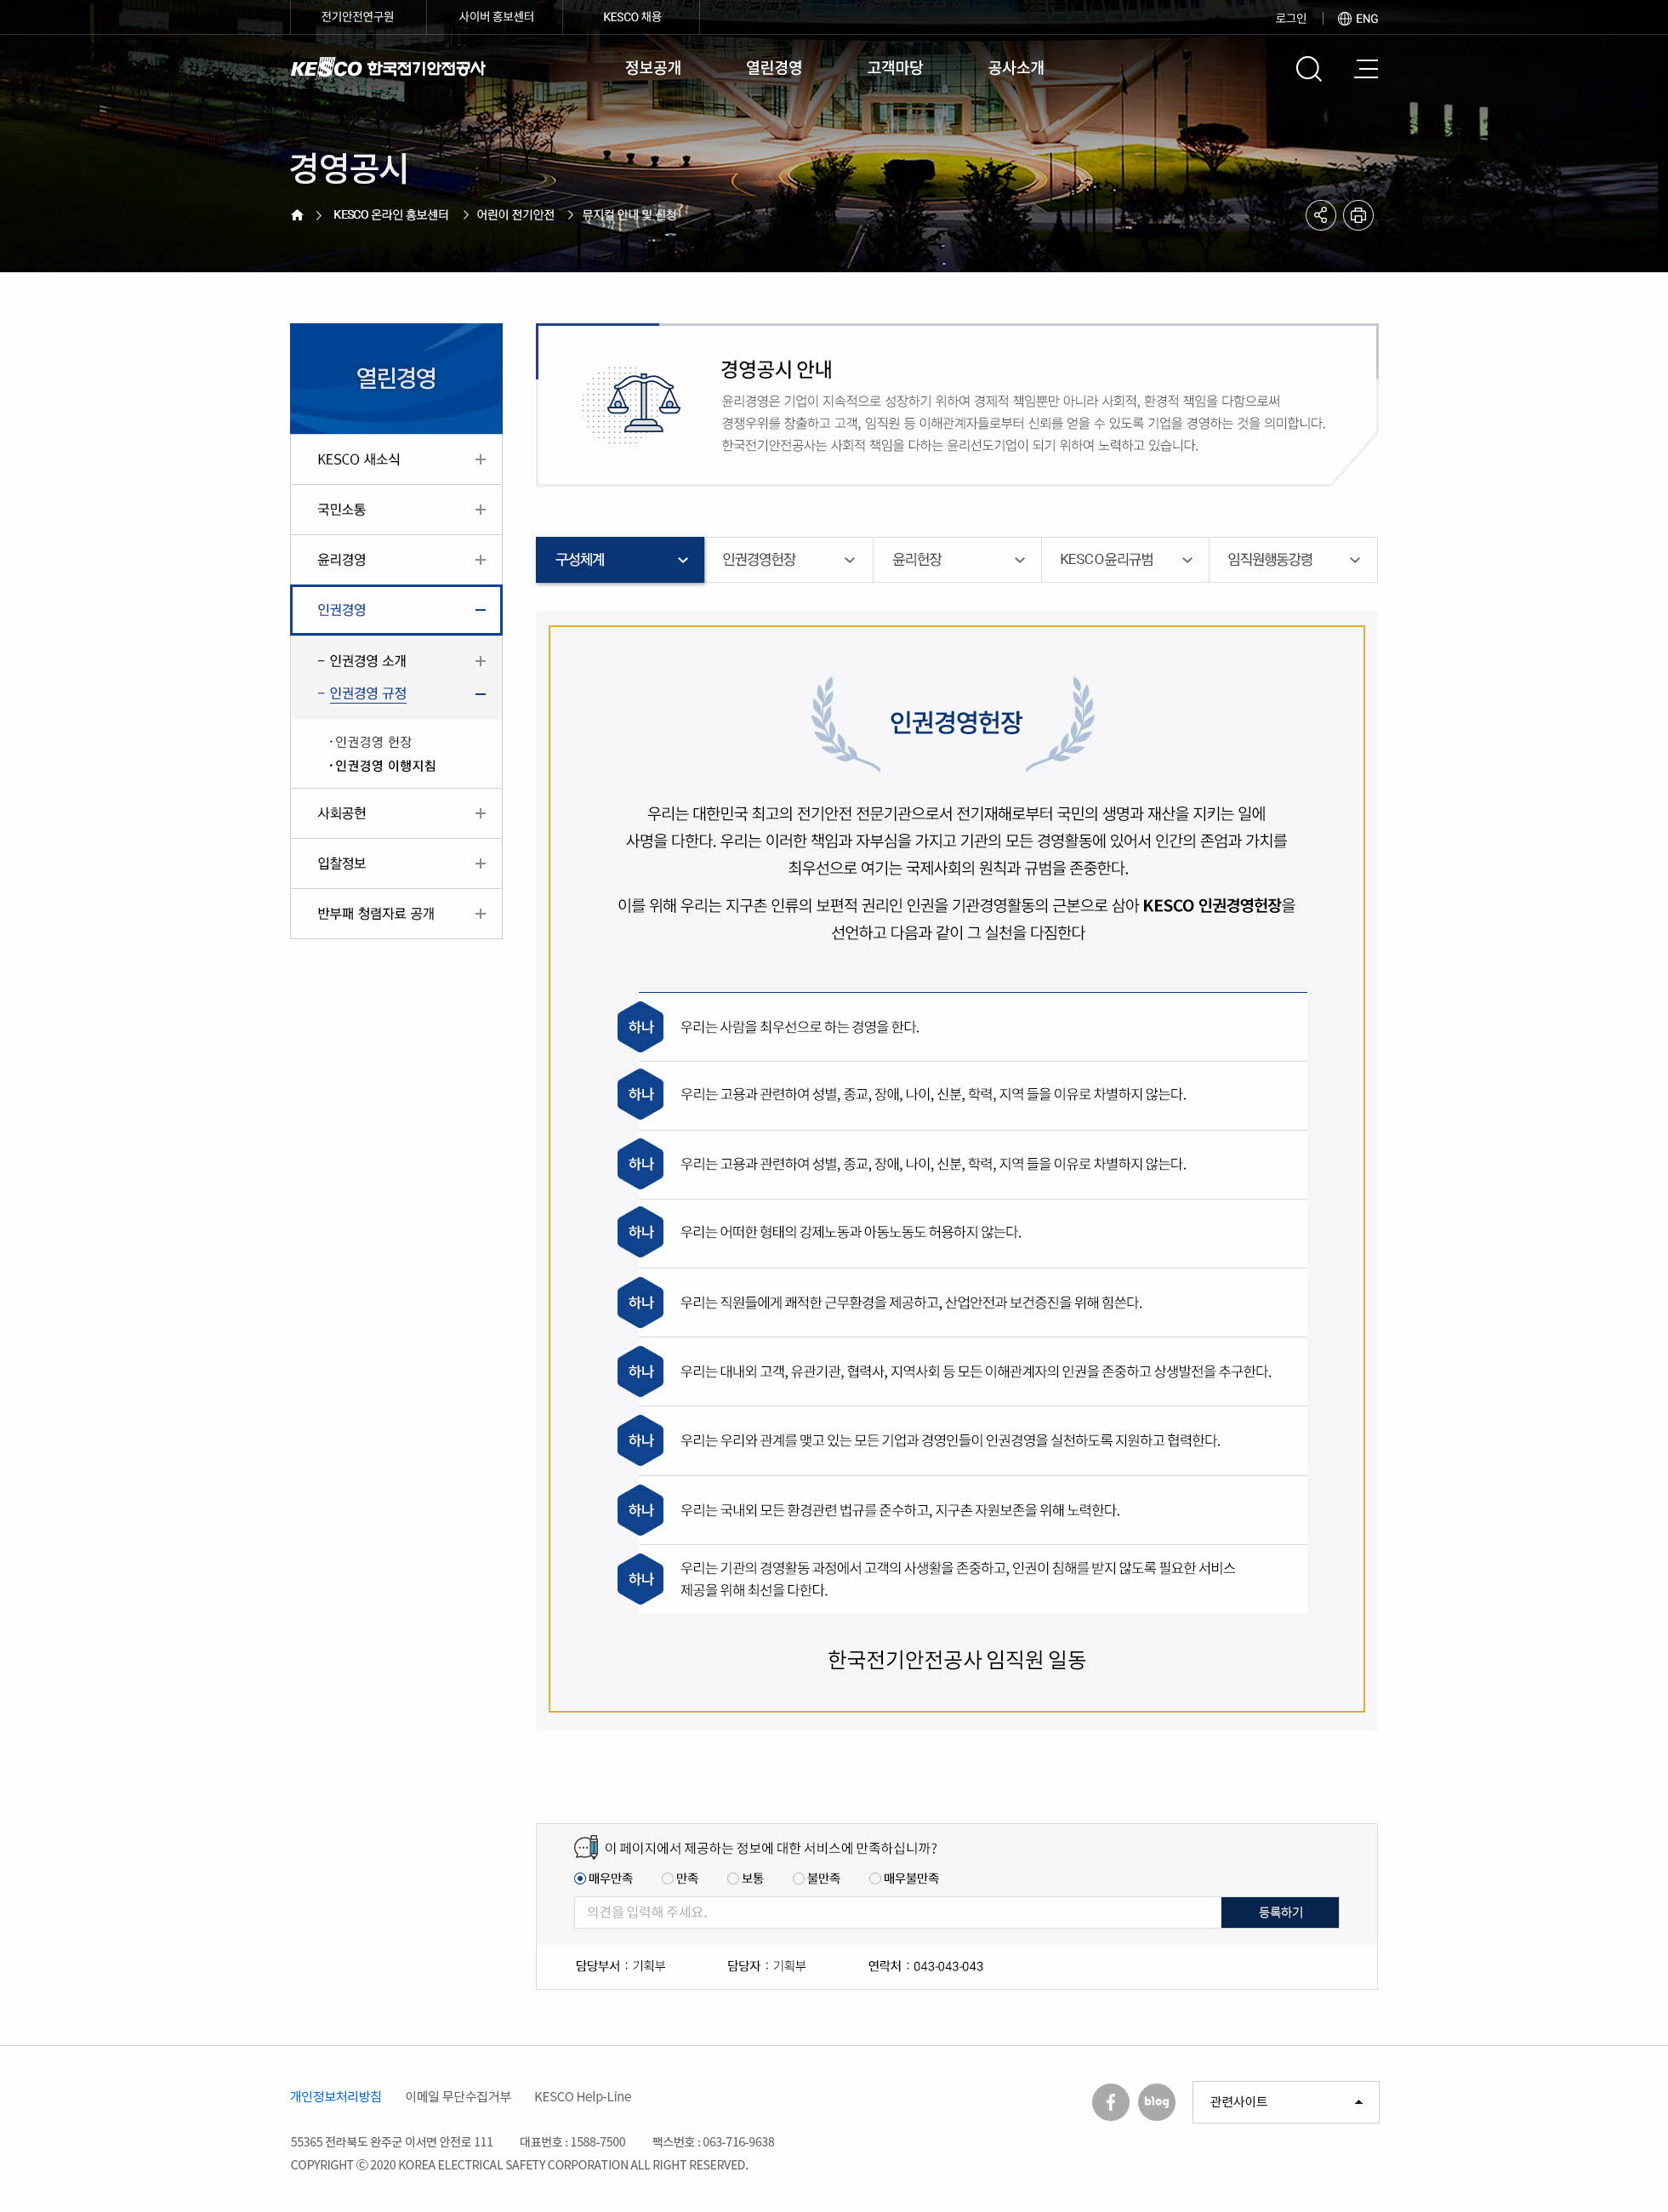 전기안전연구원
사이버 홍보센터
KESCO 채용
로그인
ENG
KESCO 한국전기안전공사
정보공개
열린경영
고객마당
공사소개
경영공시
KESCO 온라인 홍보센터
어린이 전기안전
뮤지컬 안내 및 신청
열린경영
KESCO 새소식
국민소통
윤리경영
인권경영
- 인권경영 소개
- 인권경영 규정
· 인권경영 헌장
· 인권경영 이행지침
사회공헌
입찰정보
반부패 청렴자료 공개
경영공시 안내
윤리경영은 기업이 지속적으로 성장하기 위하여 경제적 책임뿐만 아니라 사회적, 환경적 책임을 다함으로써
경쟁우위를 창출하고 고객, 임직원 등 이해관계자들로부터 신뢰를 얻을 수 있도록 기업을 경영하는 것을 의미합니다.
한국전기안전공사는 사회적 책임을 다하는 윤리선도기업이 되기 위하여 노력하고 있습니다.
구성체계
인권경영헌장
윤리헌장
KESCO윤리규범
임직원행동강령
인권경영헌장
우리는 대한민국 최고의 전기안전 전문기관으로서 전기재해로부터 국민의 생명과 재산을 지키는 일에
사명을 다한다. 우리는 이러한 책임과 자부심을 가지고 기관의 모든 경영활동에 있어서 인간의 존엄과 가치를
최우선으로 여기는 국제사회의 원칙과 규범을 존중한다.
이를 위해 우리는 지구촌 인류의 보편적 권리인 인권을 기관경영활동의 근본으로 삼아 KESCO 인권경영헌장을
선언하고 다음과 같이 그 실천을 다짐한다
하나 우리는 사람을 최우선으로 하는 경영을 한다.
하나 우리는 고용과 관련하여 성별, 종교, 장애, 나이, 신분, 학력, 지역 들을 이유로 차별하지 않는다.
하나 우리는 고용과 관련하여 성별, 종교, 장애, 나이, 신분, 학력, 지역 들을 이유로 차별하지 않는다.
하나 우리는 어떠한 형태의 강제노동과 아동노동도 허용하지 않는다.
하나 우리는 직원들에게 쾌적한 근무환경을 제공하고, 산업안전과 보건증진을 위해 힘쓴다.
하나 우리는 대내외 고객, 유관기관, 협력사, 지역사회 등 모든 이해관계자의 인권을 존중하고 상생발전을 추구한다.
하나 우리는 우리와 관계를 맺고 있는 모든 기업과 경영인들이 인권경영을 실천하도록 지원하고 협력한다.
하나 우리는 국내외 모든 환경관련 법규를 준수하고, 지구촌 자원보존을 위해 노력한다.
하나 우리는 기관의 경영활동 과정에서 고객의 사생활을 존중하고, 인권이 침해를 받지 않도록 필요한 서비스
제공을 위해 최선을 다한다.
한국전기안전공사 임직원 일동
이 페이지에서 제공하는 정보에 대한 서비스에 만족하십니까?
매우만족
만족
보통
불만족
매우불만족
의견을 입력해 주세요.
등록하기
담당부서 : 기획부
담당자 : 기획부
연락처 : 043-043-043
개인정보처리방침
이메일 무단수집거부
KESCO Help-Line
blog
관련사이트
55365 전라북도 완주군 이서면 안전로 111
대표번호 : 1588-7500
팩스번호 : 063-716-9638
COPYRIGHT ⓒ 2020 KOREA ELECTRICAL SAFETY CORPORATION ALL RIGHT RESERVED.